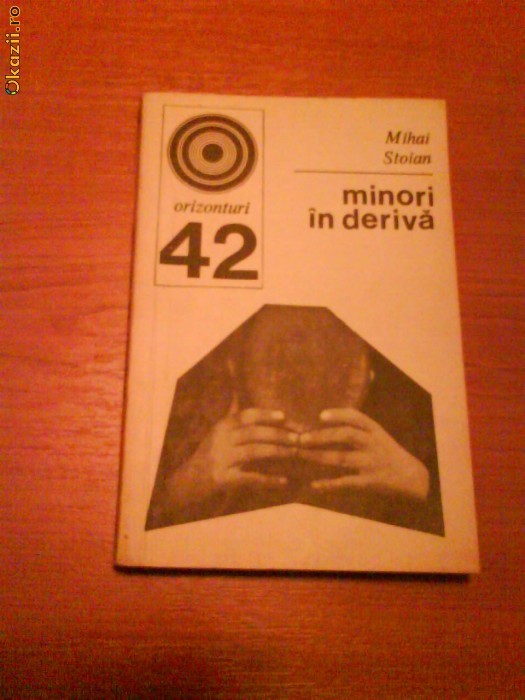 Okazii.ro
Mihai
Stoian
orizonturi
42
minori
în derivă